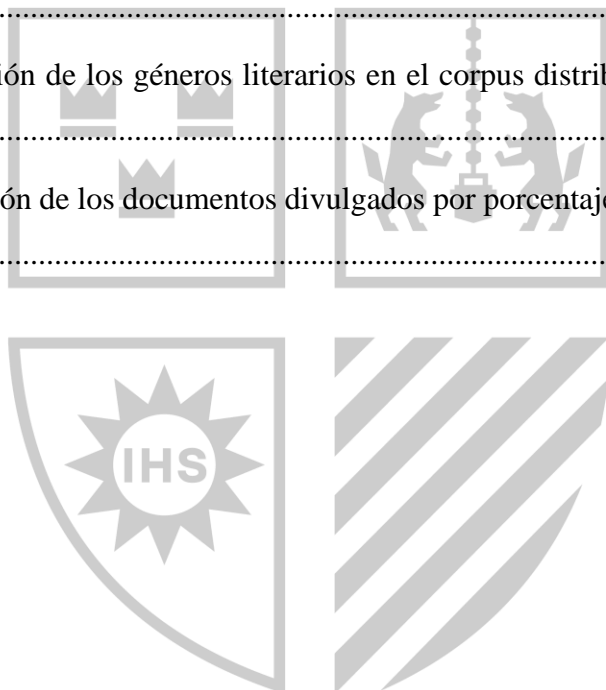 ........................................................................
ión de los géneros literarios en el corpus distrib
........................................................................
ón de los documentos divulgados por porcentaj
........................................................................
IHS